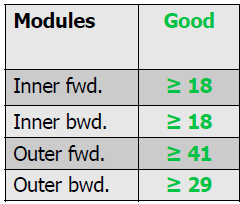 Modules Good
Inner fwd. ≥ 18
Inner bwd. ≥ 18
Outer fwd. ≥ 41
Outer bwd. ≥ 29